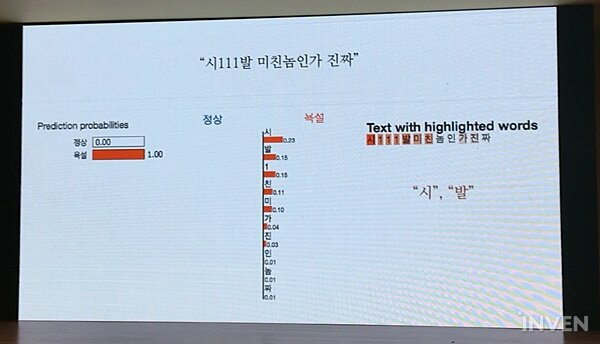 “시111발 미친놈인가 진짜”
Prediction probabilities
정상 0.00
욕설 1.00
정상 욕설
시
0.23
발
0.15
1
0.15
친
0.11
미
0.10
가
0.04
진
0.03
인
0.01
놈
0.01
짜
0.01
Text with highlighted words
시111발미친놈인가진짜
“시”, “발”
INVEN